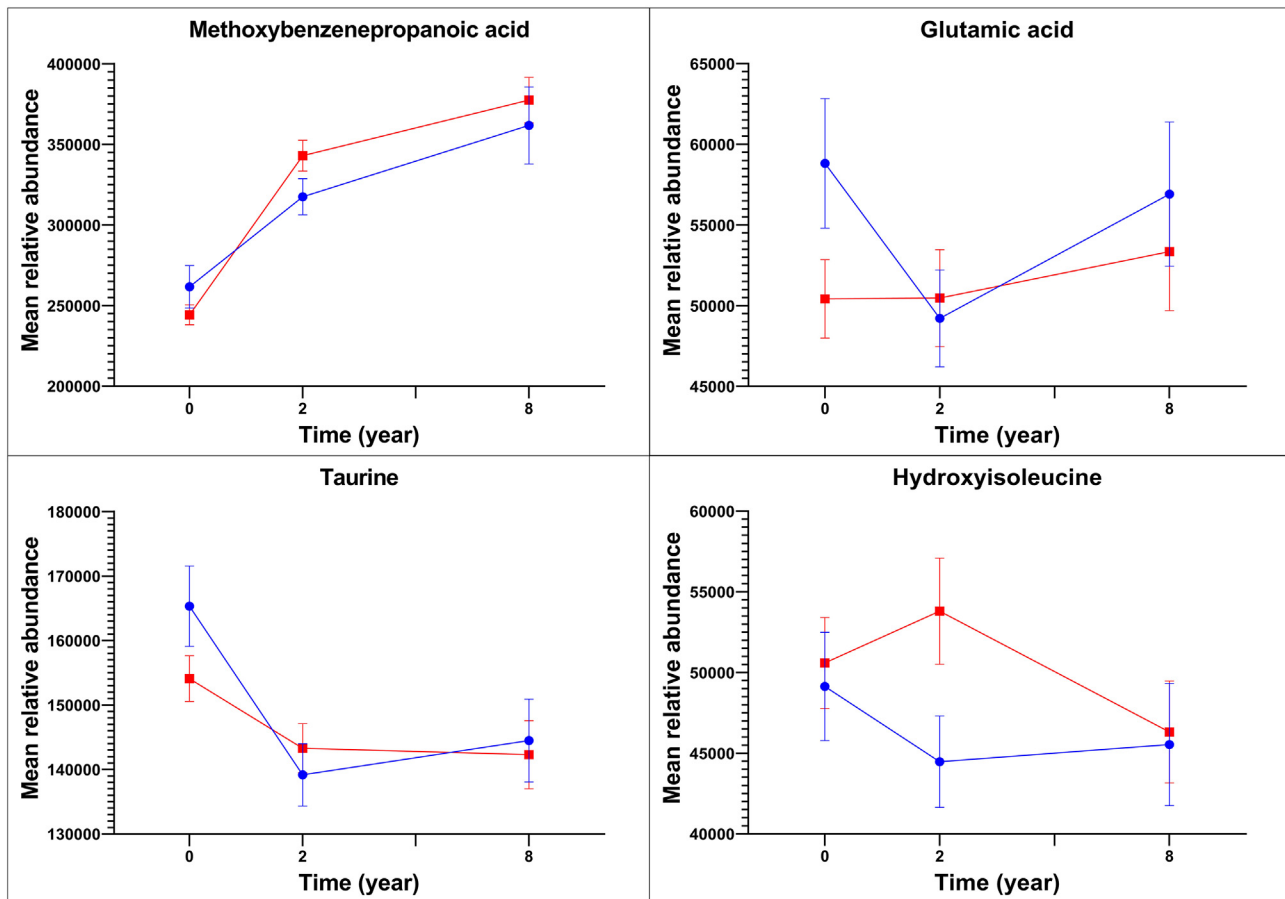 Methoxybenzenepropanoic acid
Mean relative abundance
400000
350000
300000
250000
200000
0 2 8
Time (year)
Glutamic acid
Mean relative abundance
65000
60000
55000
50000
45000
0 2 8
Time (year)
Taurine
Mean relative abundance
180000
170000
160000
150000
140000
130000
0 2 8
Time (year)
Hydroxyisoleucine
Mean relative abundance
60000
55000
50000
45000
40000
0 2 8
Time (year)